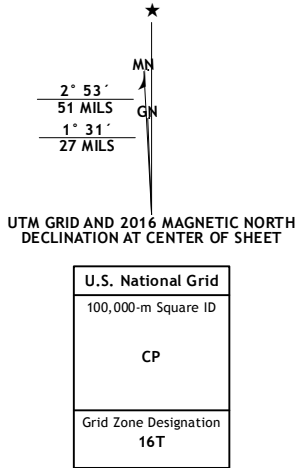 ★
MN
2° 53´
51 MILS
GN
1° 31´
27 MILS
UTM GRID AND 2016 MAGNETIC NORTH
DECLINATION AT CENTER OF SHEET
U.S. National Grid
100,000-m Square ID
CP
Grid Zone Designation
16T